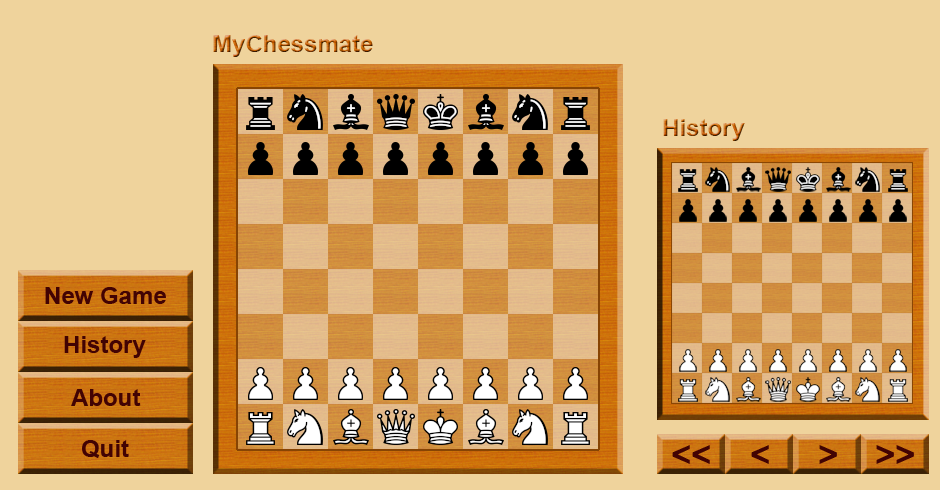 MyChessmate
History
New Game
History
About
Quit
<< < > >>